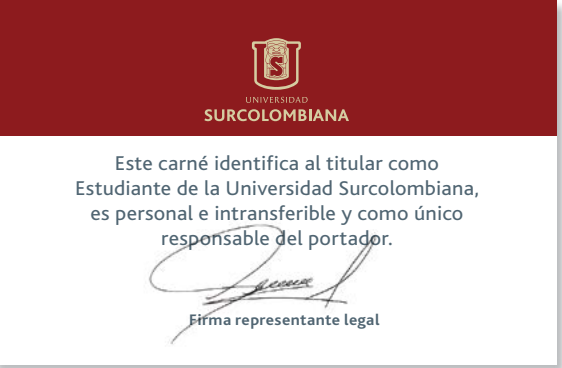 UNIVERSIDAD
SURCOLOMBIANA
Este carné identifica al titular como
Estudiante de la Universidad Surcolombiana,
es personal e intransferible y como único
responsable del portador.
Firma representante legal